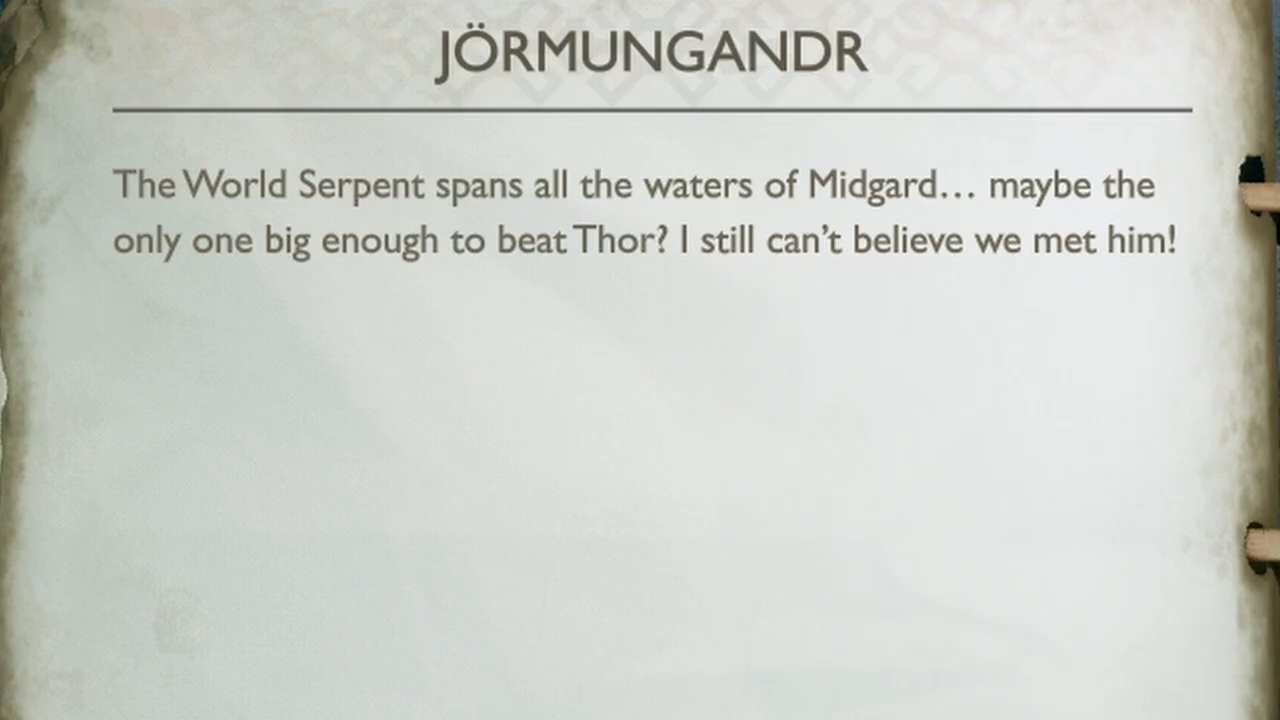 JÖRMUNGANDR
The World Serpent spans all the waters of Midgard… maybe the
only one big enough to beat Thor? I still can’t believe we met him!